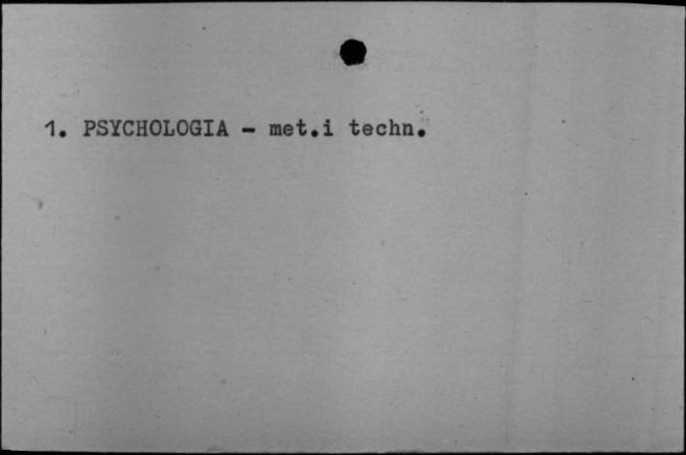 1. PSYCHOLOGIA - met.i techn.